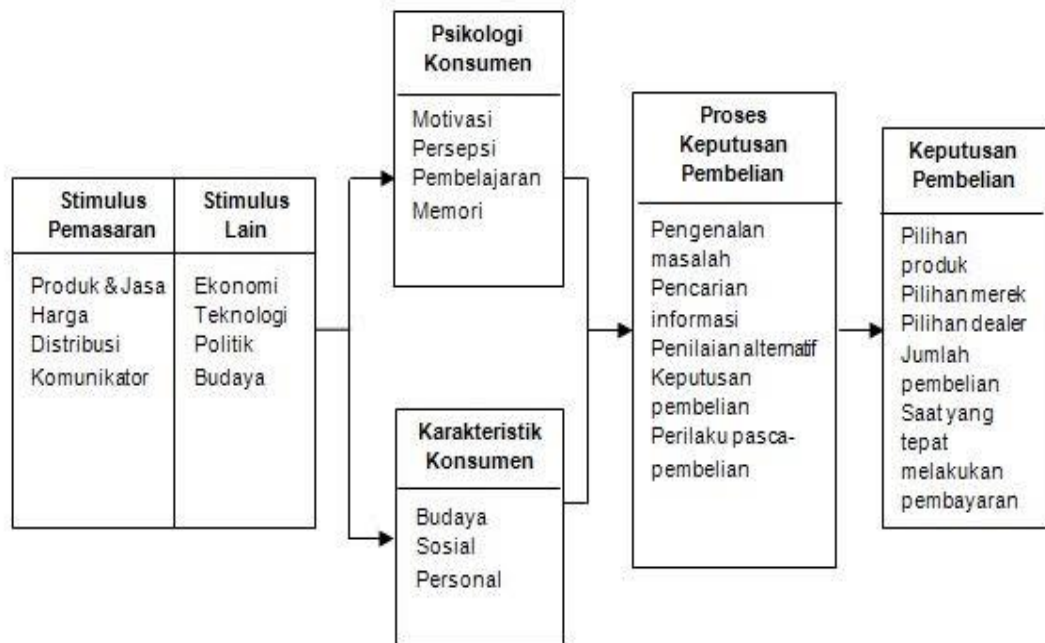 Stimulus
Pemasaran
Produk & Jasa
Harga
Distribusi
Komunikator
Stimulus
Lain
Ekonomi
Teknologi
Politik
Budaya
Psikologi
Konsumen
Motivasi
Persepsi
Pembelajaran
Memori
Karakteristik
Konsumen
Budaya
Sosial
Personal
Proses
Keputusan
Pembelian
Pengenalan
masalah
Pencarian
informasi
Penilaian alternatif
Keputusan
pembelian
Perilaku pasca-
pembelian
Keputusan
Pembelian
Pilihan
produk
Pilihan merek
Pilihan dealer
Jumlah
pembelian
Saat yang
tepat
melakukan
pembayaran